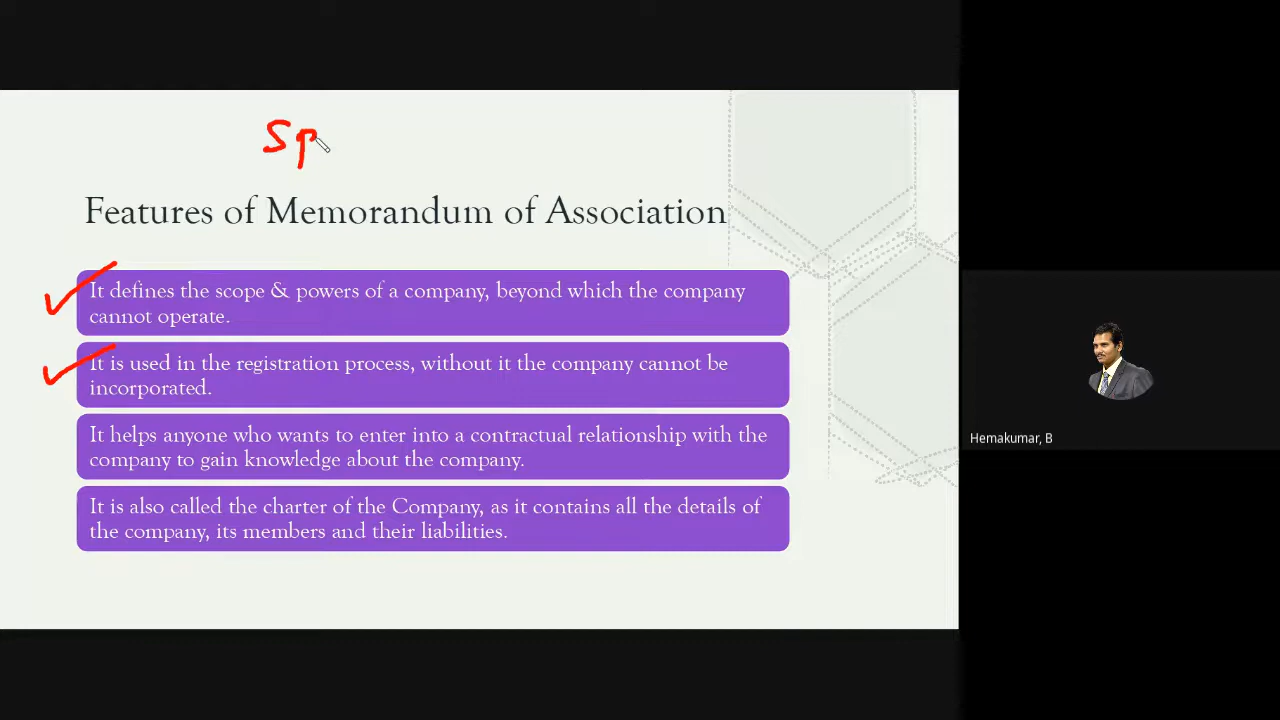 Sp
Features of Memorandum of Association
It defines the scope & powers of a company, beyond which the company
cannot operate.
It is used in the registration process, without it the company cannot be
incorporated.
It helps anyone who wants to enter into a contractual relationship with the
company to gain knowledge about the company.
It is also called the charter of the Company, as it contains all the details of
the company, its members and their liabilities.
Hemakumar, B